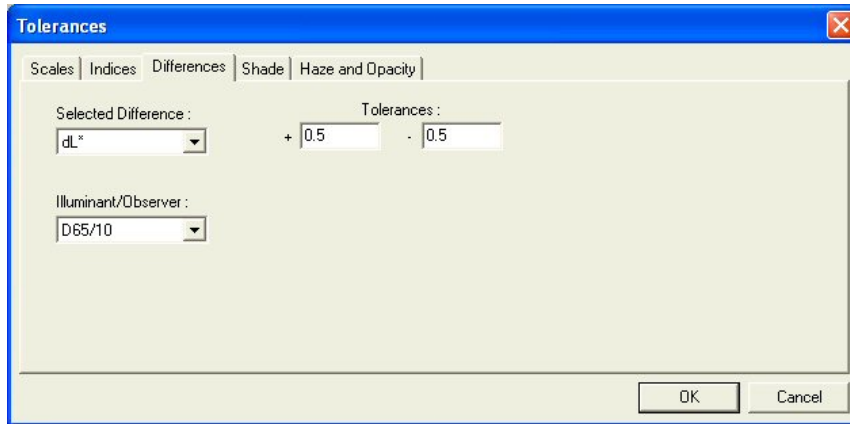 Tolerances
Scales Indices Differences Shade Haze and Opacity
Selected Difference : Tolerances :
dL* + 0.5 - 0.5
Illuminant/Observer :
D65/10
OK Cancel